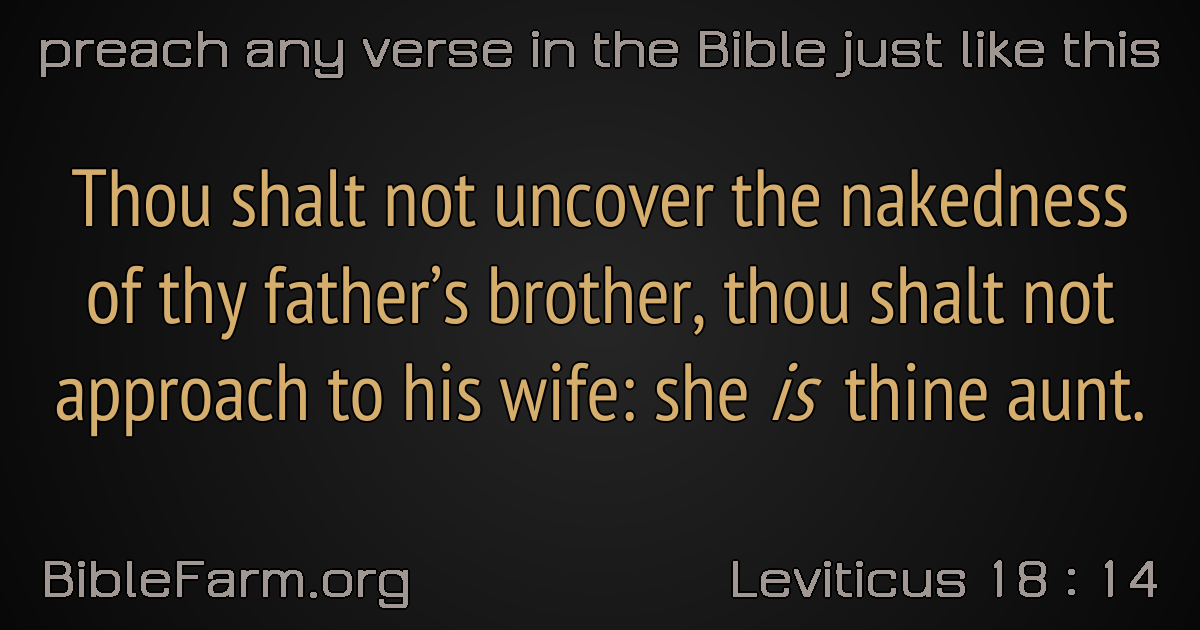 preach any verse in the Bible just like this
Thou shalt not uncover the nakedness
of thy father’s brother, thou shalt not
approach to his wife: she is thine aunt.
BibleFarm.org
Leviticus 18 : 14